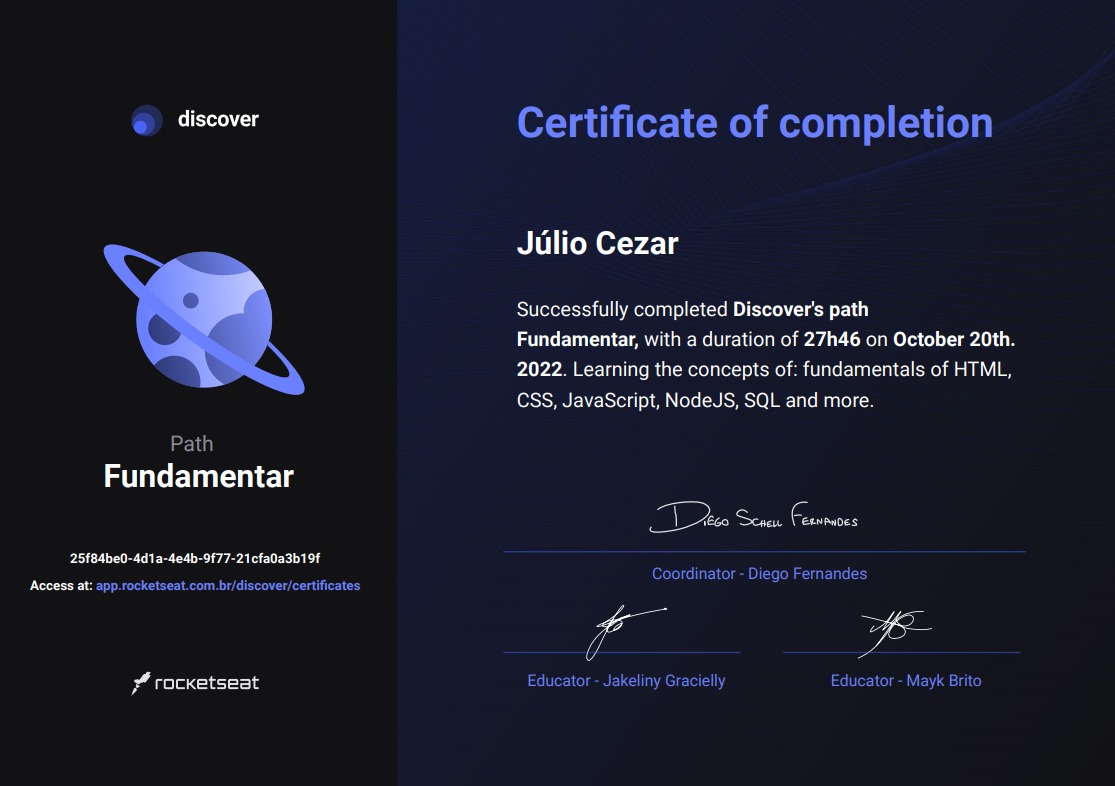 discover
Path
Fundamentar
25f84be0-4d1a-4e4b-9f77-21cfa0a3b19f
Access at: app.rocketseat.com.br/discover/certificates
rocketseat
Certificate of completion
Júlio Cezar
Successfully completed Discover's path
Fundamentar, with a duration of 27h46 on October 20th.
2022. Learning the concepts of: fundamentals of HTML,
CSS, JavaScript, NodeJS, SQL and more.
Diego Schell Fernandes
Coordinator - Diego Fernandes
Educator - Jakeliny Gracielly
Educator - Mayk Brito